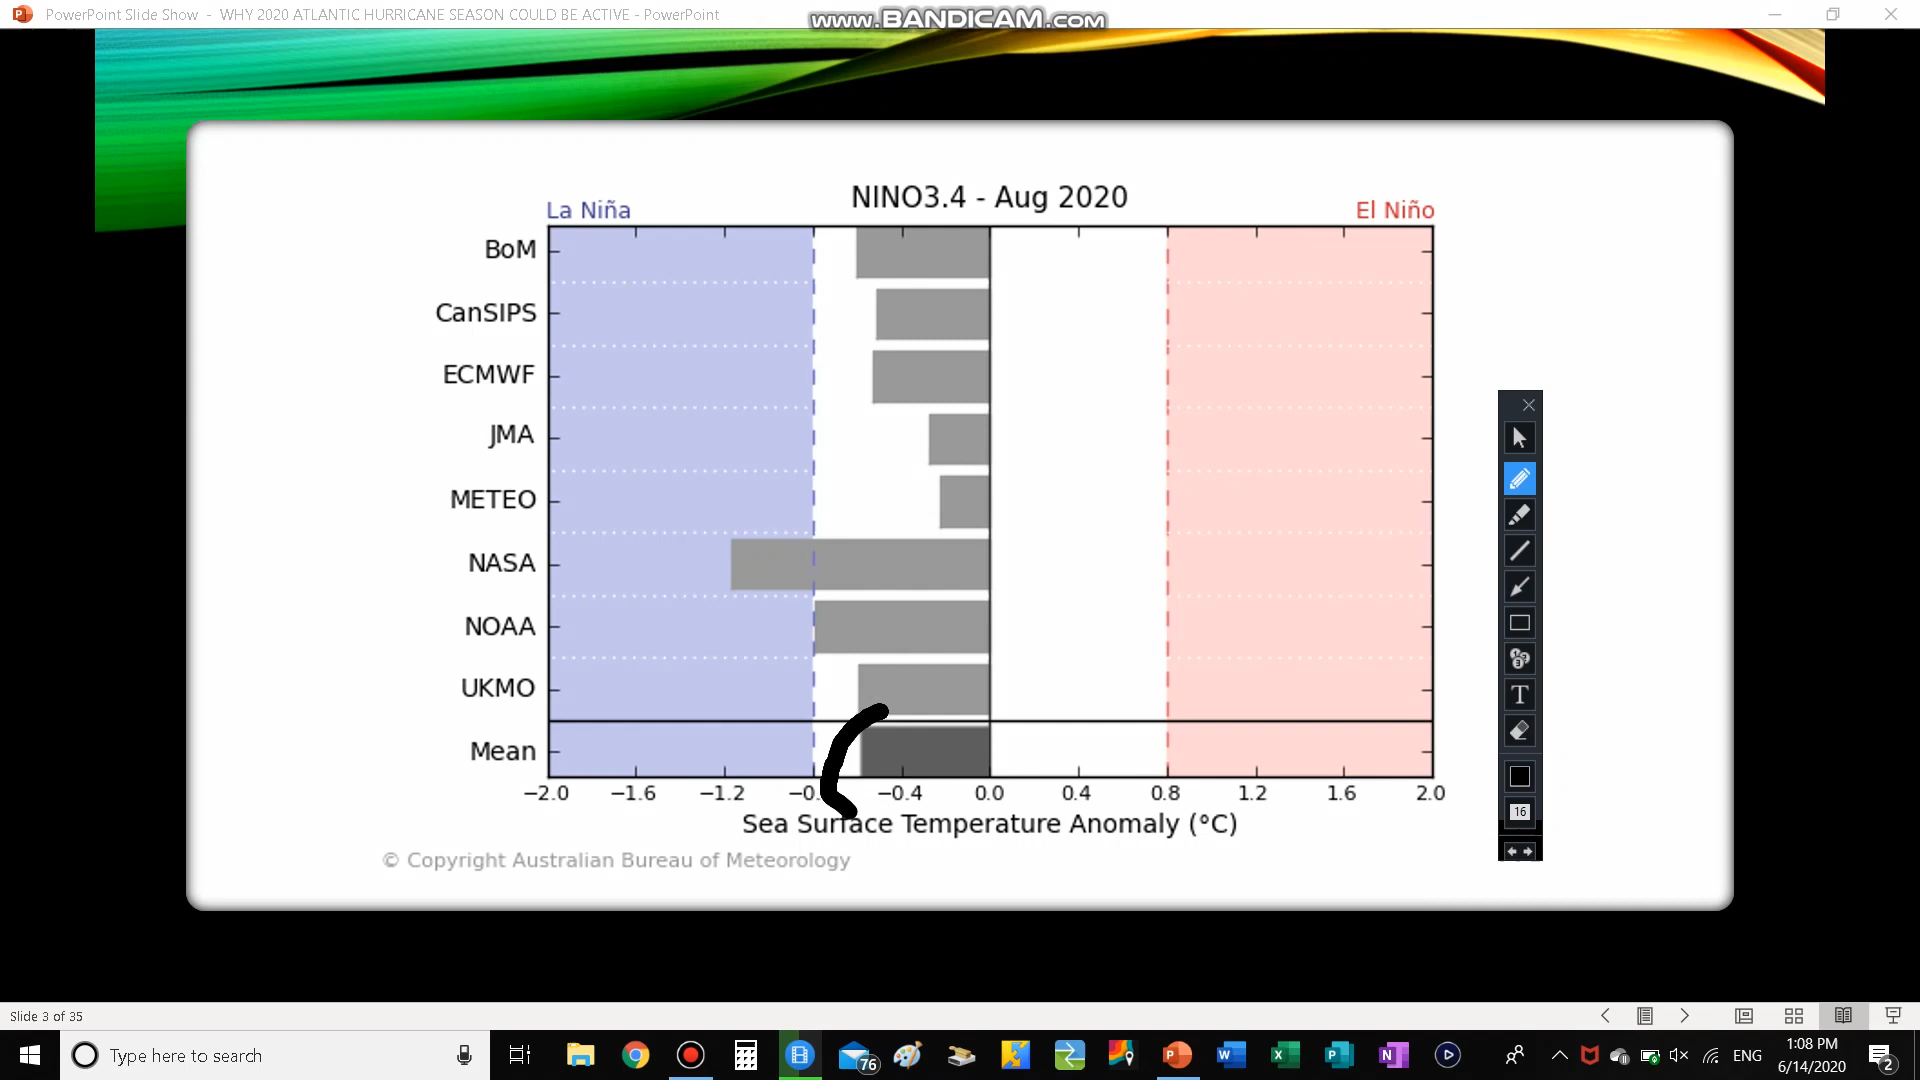 PowerPoint Slide Show - WHY 2020 ATLANTIC HURRICANE SEASON COULD BE ACTIVE - PowerPoint
www.BANDICAM.com
NINO3.4 - Aug 2020
La Niña
El Niño
BoM
CanSIPS
ECMWF
JMA
METEO
NASA
NOAA
UKMO
Mean
−2.0 −1.6 −1.2 −0.4 0.0 0.4 0.8 1.2 1.6 2.0
Sea Surface Temperature Anomaly (°C)
© Copyright Australian Bureau of Meteorology
T
16
Slide 3 of 35
Type here to search
76
ENG
1:08 PM
6/14/2020
2